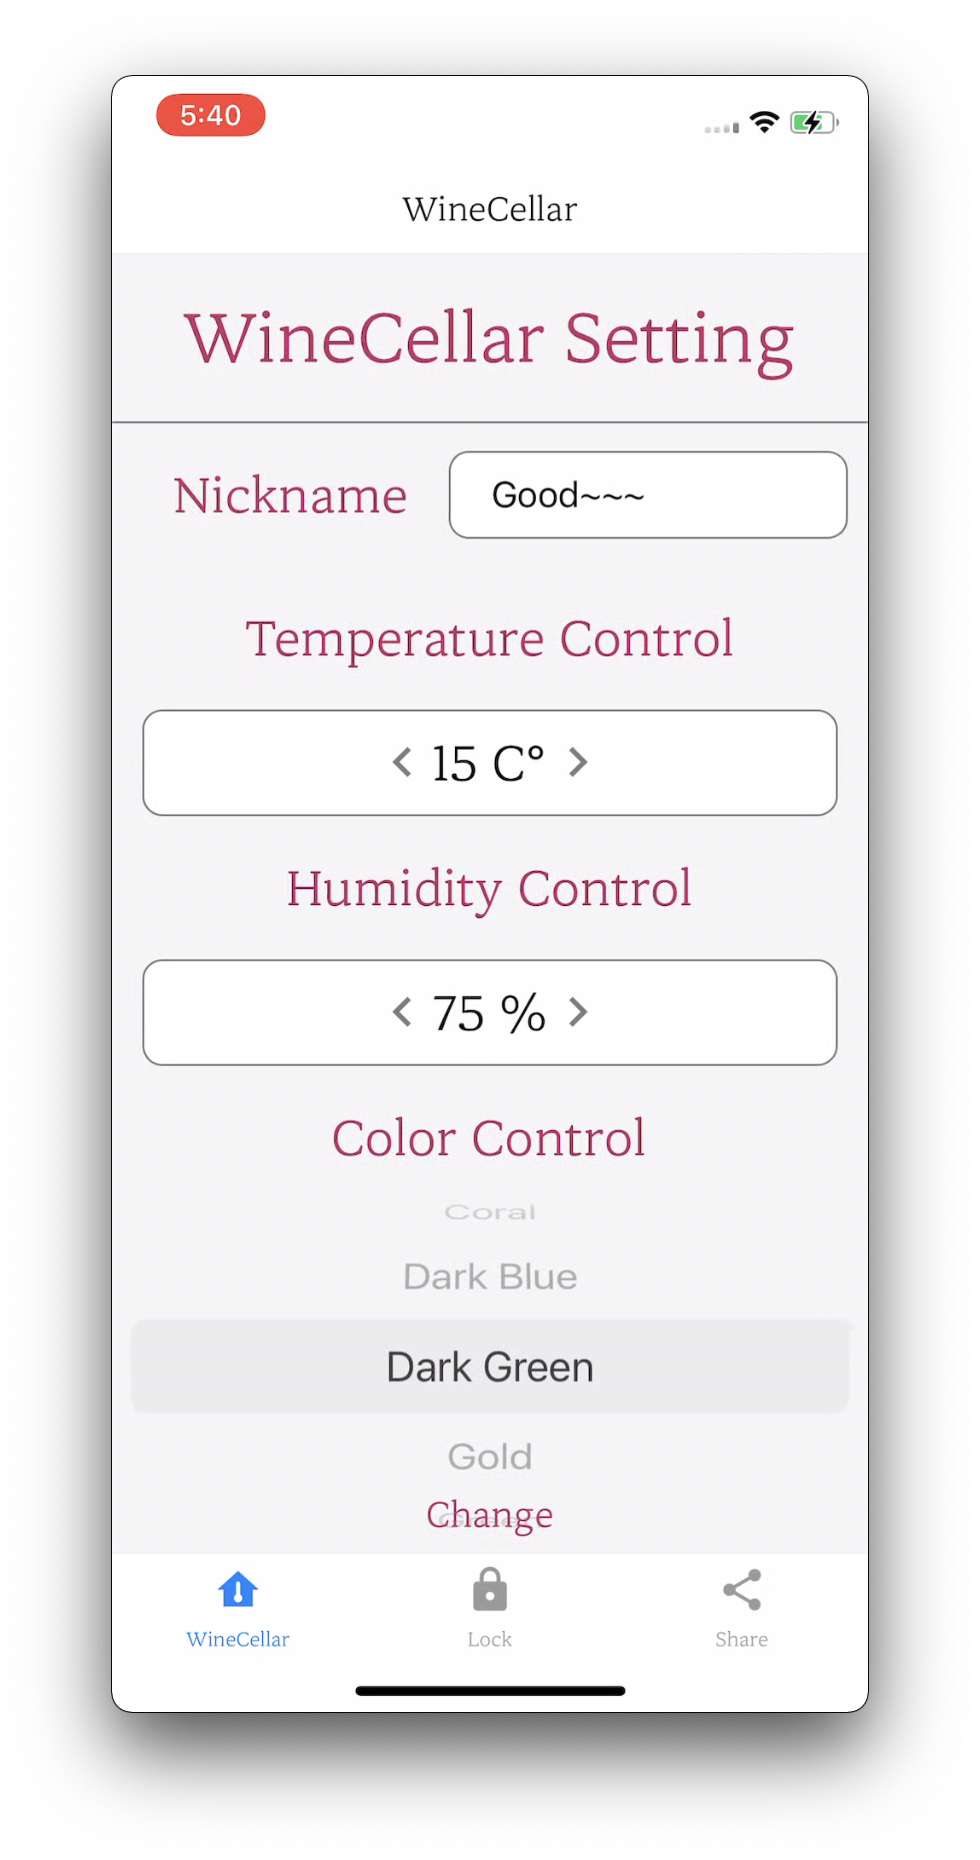 5:40
WineCellar
WineCellar Setting
Nickname
Good~~~
Temperature Control
< 15 C° >
Humidity Control
< 75 % >
Color Control
Coral
Dark Blue
Dark Green
Gold
Change
WineCellar
Lock
Share